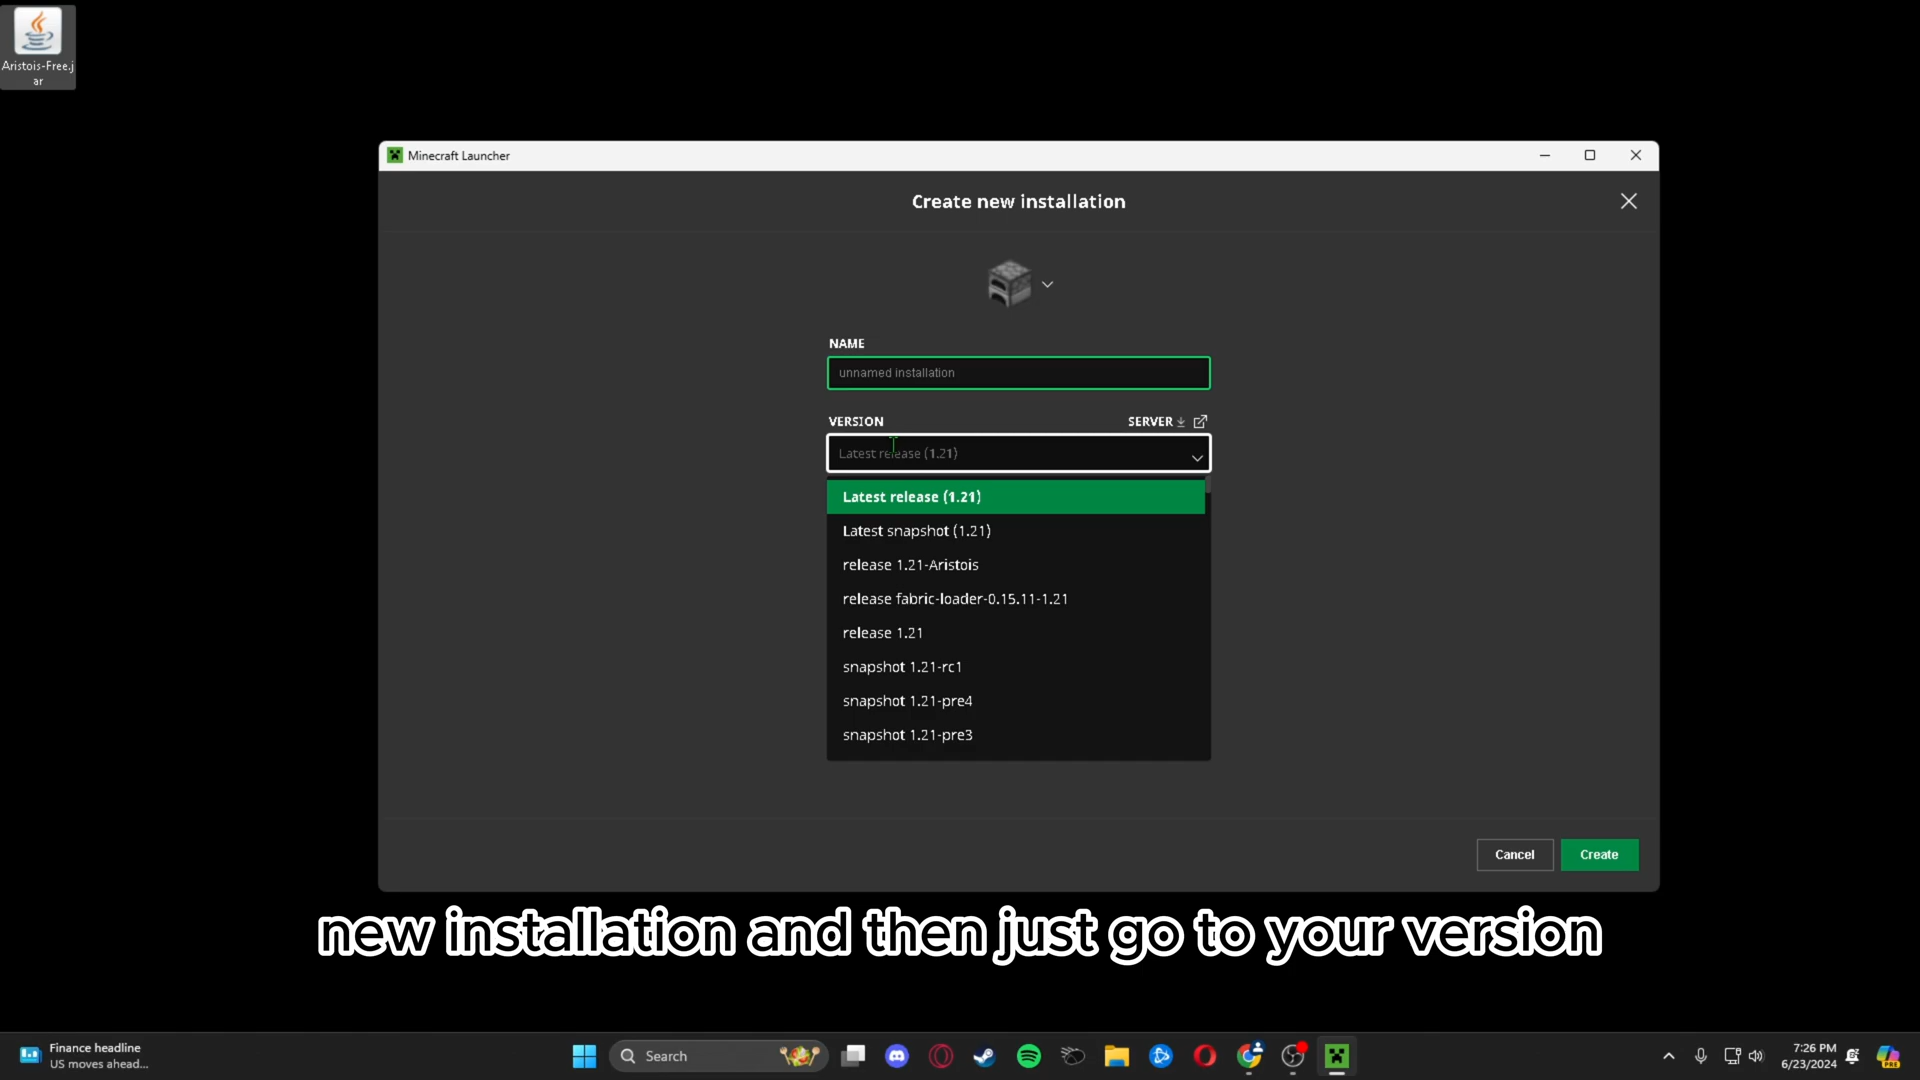 Aristois-Free.j
ar
Minecraft Launcher
Create new installation
NAME
unnamed installation
VERSION
SERVER
Latest release (1.21)
Latest release (1.21)
Latest snapshot (1.21)
release 1.21-Aristois
release fabric-loader-0.15.11-1.21
release 1.21
snapshot 1.21-rc1
snapshot 1.21-pre4
snapshot 1.21-pre3
Cancel
Create
new installation and then just go to your version
Finance headline
US moves ahead...
Search
7:26 PM
6/23/2024
PRE